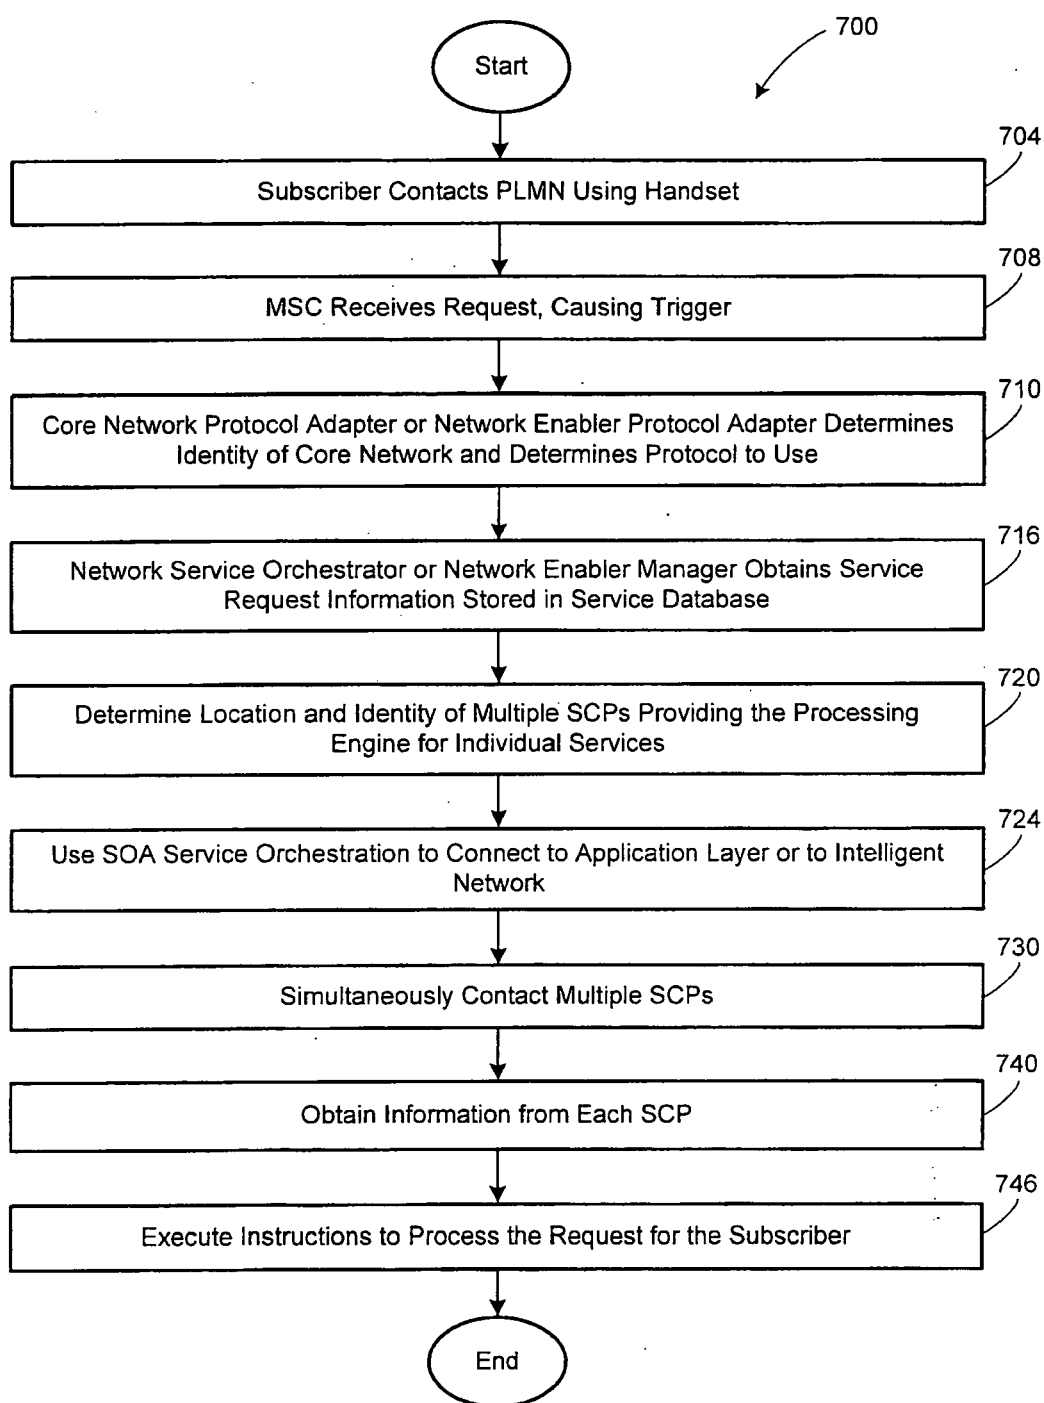 700
Start
704
Subscriber Contacts PLMN Using Handset
708
MSC Receives Request, Causing Trigger
710
Core Network Protocol Adapter or Network Enabler Protocol Adapter Determines
Identity of Core Network and Determines Protocol to Use
716
Network Service Orchestrator or Network Enabler Manager Obtains Service
Request Information Stored in Service Database
720
Determine Location and Identity of Multiple SCPs Providing the Processing
Engine for Individual Services
724
Use SOA Service Orchestration to Connect to Application Layer or to Intelligent
Network
730
Simultaneously Contact Multiple SCPs
740
Obtain Information from Each SCP
746
Execute Instructions to Process the Request for the Subscriber
End